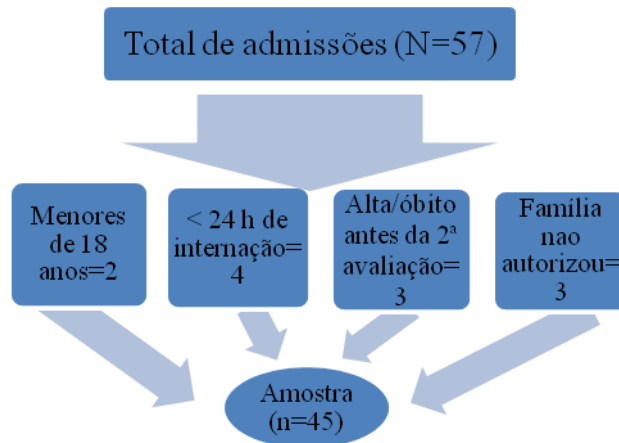 Total de admissões (N=57)
Menores
de 18
anos=2
< 24 h de
internação=
4
Alta/óbito
antes da 2ª
avaliação=
3
Família
nao
autorizou=
3
Amostra
(n=45)